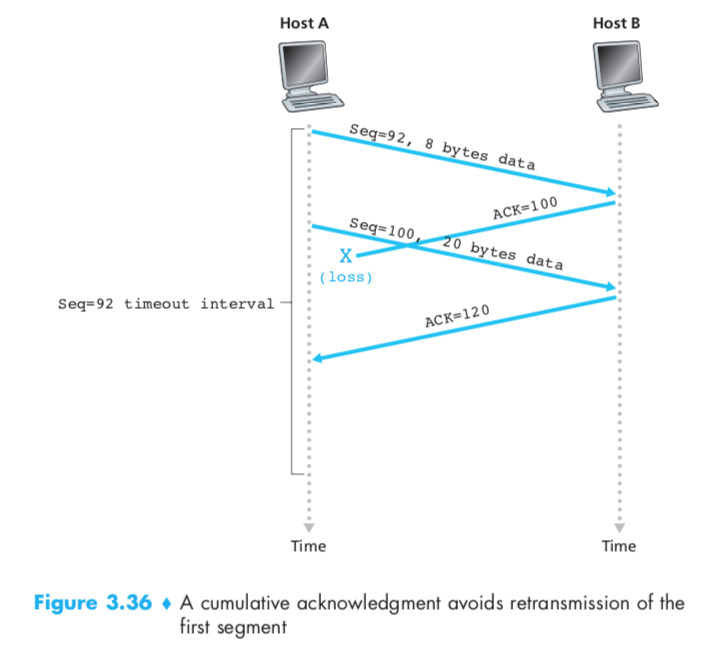 Host A
Host B
Seq=92, 8 bytes data
ACK=100
Seq=100, 20 bytes data
X
(loss)
Seq=92 timeout interval
ACK=120
Time
Time
Figure 3.36 ♦ A cumulative acknowledgment avoids retransmission of the
first segment